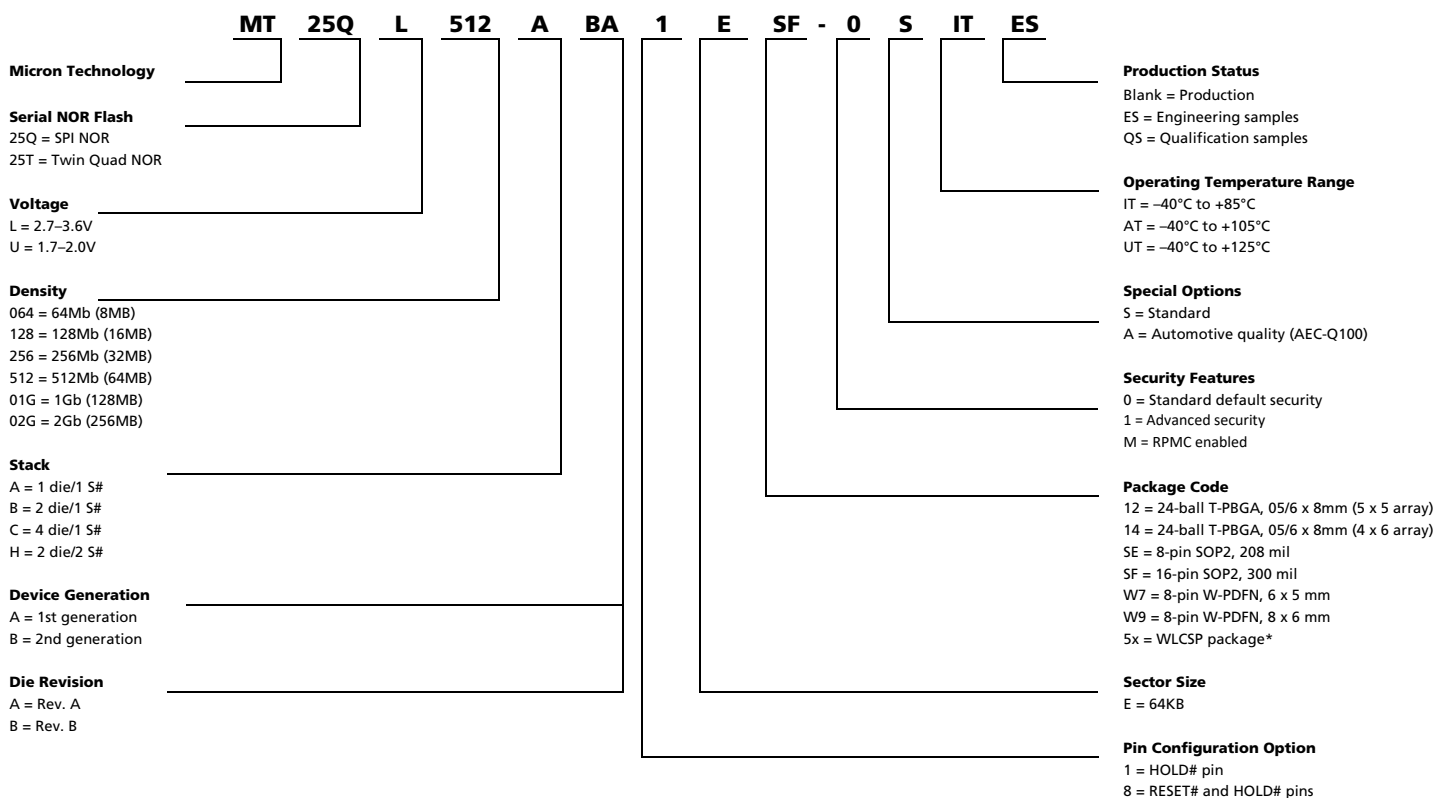 MT 25Q L 512 A BA 1 E SF - 0 S IT ES
Micron Technology
Serial NOR Flash
25Q = SPI NOR
25T = Twin Quad NOR
Voltage
L = 2.7–3.6V
U = 1.7–2.0V
Density
064 = 64Mb (8MB)
128 = 128Mb (16MB)
256 = 256Mb (32MB)
512 = 512Mb (64MB)
01G = 1Gb (128MB)
02G = 2Gb (256MB)
Stack
A = 1 die/1 S#
B = 2 die/1 S#
C = 4 die/1 S#
H = 2 die/2 S#
Device Generation
A = 1st generation
B = 2nd generation
Die Revision
A = Rev. A
B = Rev. B
Production Status
Blank = Production
ES = Engineering samples
QS = Qualification samples
Operating Temperature Range
IT = –40°C to +85°C
AT = –40°C to +105°C
UT = –40°C to +125°C
Special Options
S = Standard
A = Automotive quality (AEC-Q100)
Security Features
0 = Standard default security
1 = Advanced security
M = RPMC enabled
Package Code
12 = 24-ball T-PBGA, 05/6 x 8mm (5 x 5 array)
14 = 24-ball T-PBGA, 05/6 x 8mm (4 x 6 array)
SE = 8-pin SOP2, 208 mil
SF = 16-pin SOP2, 300 mil
W7 = 8-pin W-PDFN, 6 x 5 mm
W9 = 8-pin W-PDFN, 8 x 6 mm
5x = WLCSP package*
Sector Size
E = 64KB
Pin Configuration Option
1 = HOLD# pin
8 = RESET# and HOLD# pins